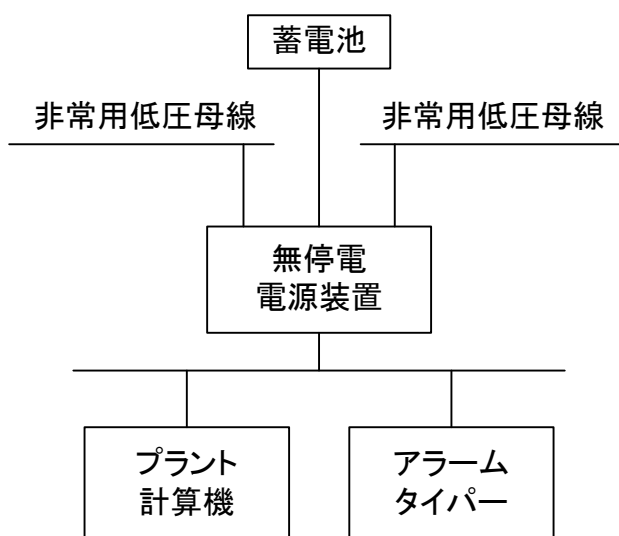 蓄電池
非常用低圧母線
非常用低圧母線
無停電
電源装置
プラント
計算機
アラーム
タイパー